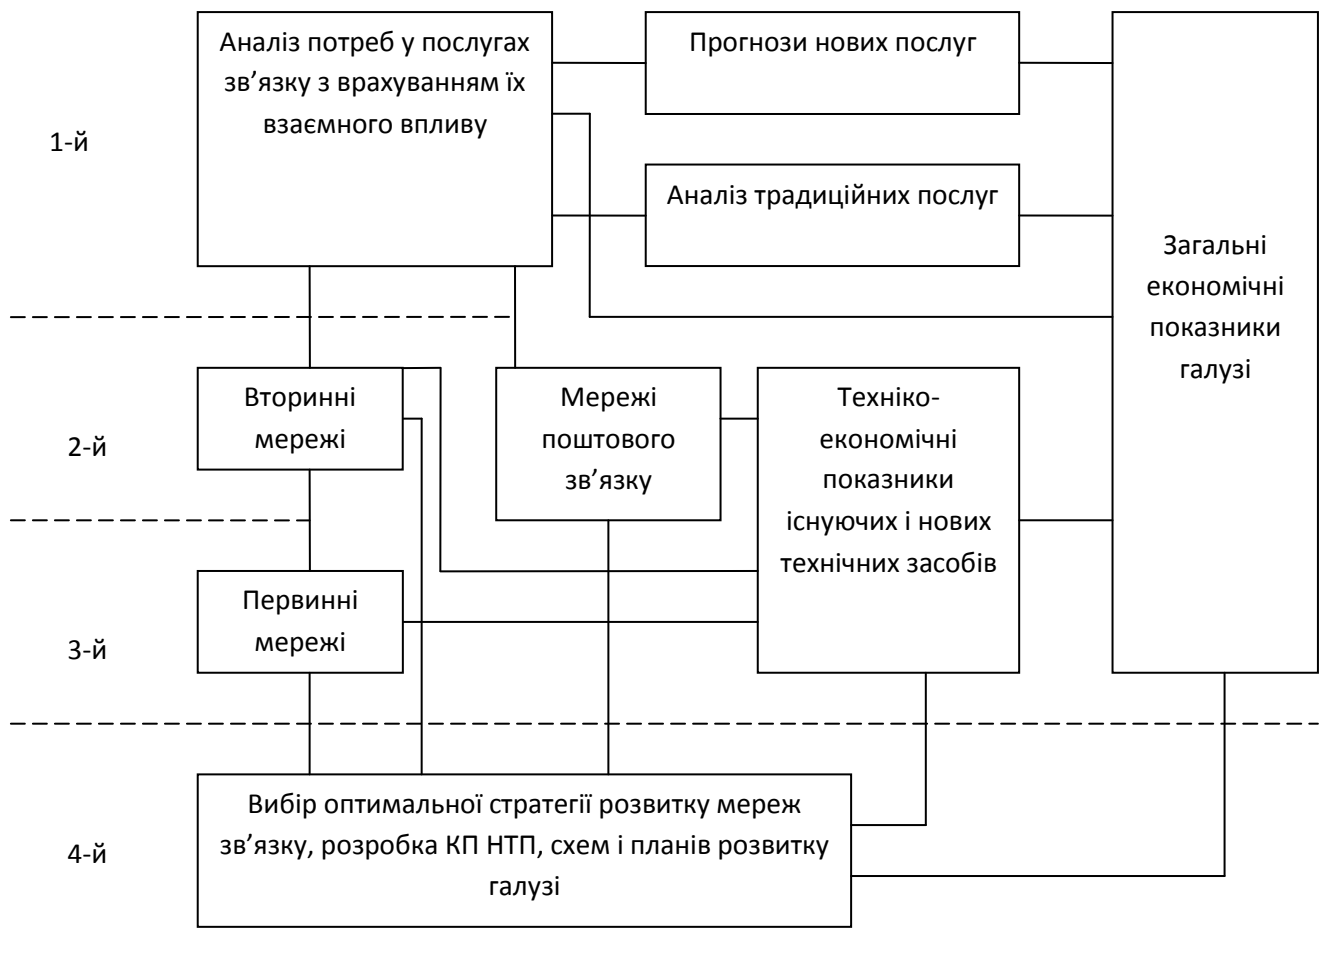 1-й
Аналіз потреб у послугах
зв’язку з врахуванням їх
взаємного впливу
Прогнози нових послуг
Аналіз традиційних послуг
Загальні
економічні
показники
галузі
2-й
Вторинні
мережі
Мережі
поштового
зв’язку
Техніко-
економічні
показники
існуючих і нових
технічних засобів
3-й
Первинні
мережі
4-й
Вибір оптимальної стратегії розвитку мереж
зв’язку, розробка КП НТП, схем і планів розвитку
галузі